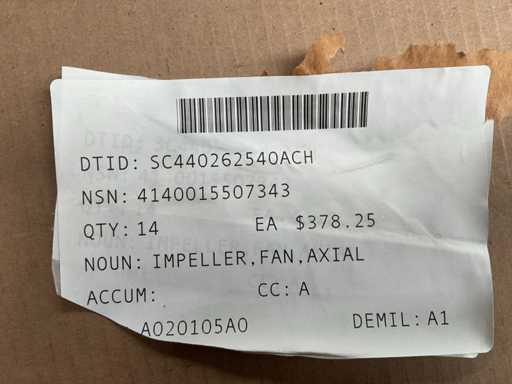 DTID: SC440262540ACH
NSN: 4140015507343
QTY: 14 EA $378.25
NOUN: IMPELLER,FAN,AXIAL
ACCUM: CC: A
A020105A0 DEMIL: A1